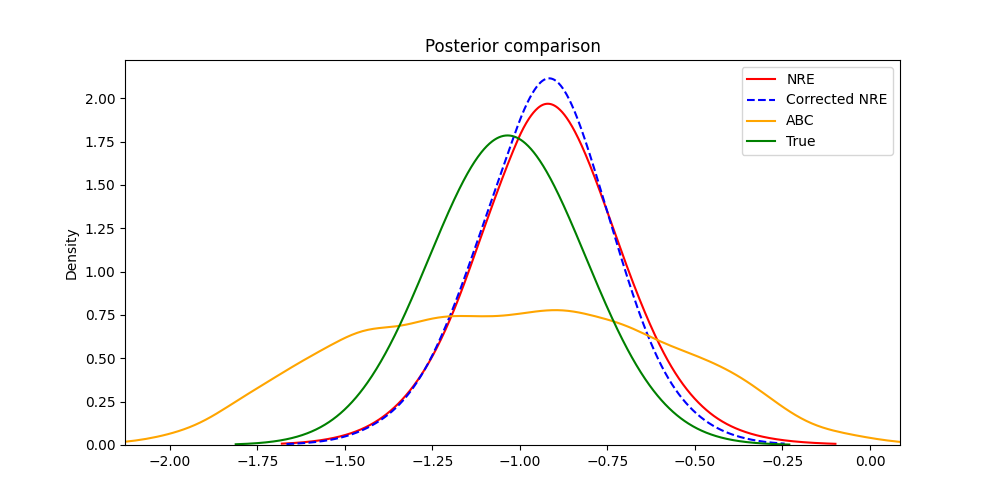 Posterior comparison
NRE
Corrected NRE
ABC
True
Density
2.00
1.75
1.50
1.25
1.00
0.75
0.50
0.25
0.00
−2.00 −1.75 −1.50 −1.25 −1.00 −0.75 −0.50 −0.25 0.00